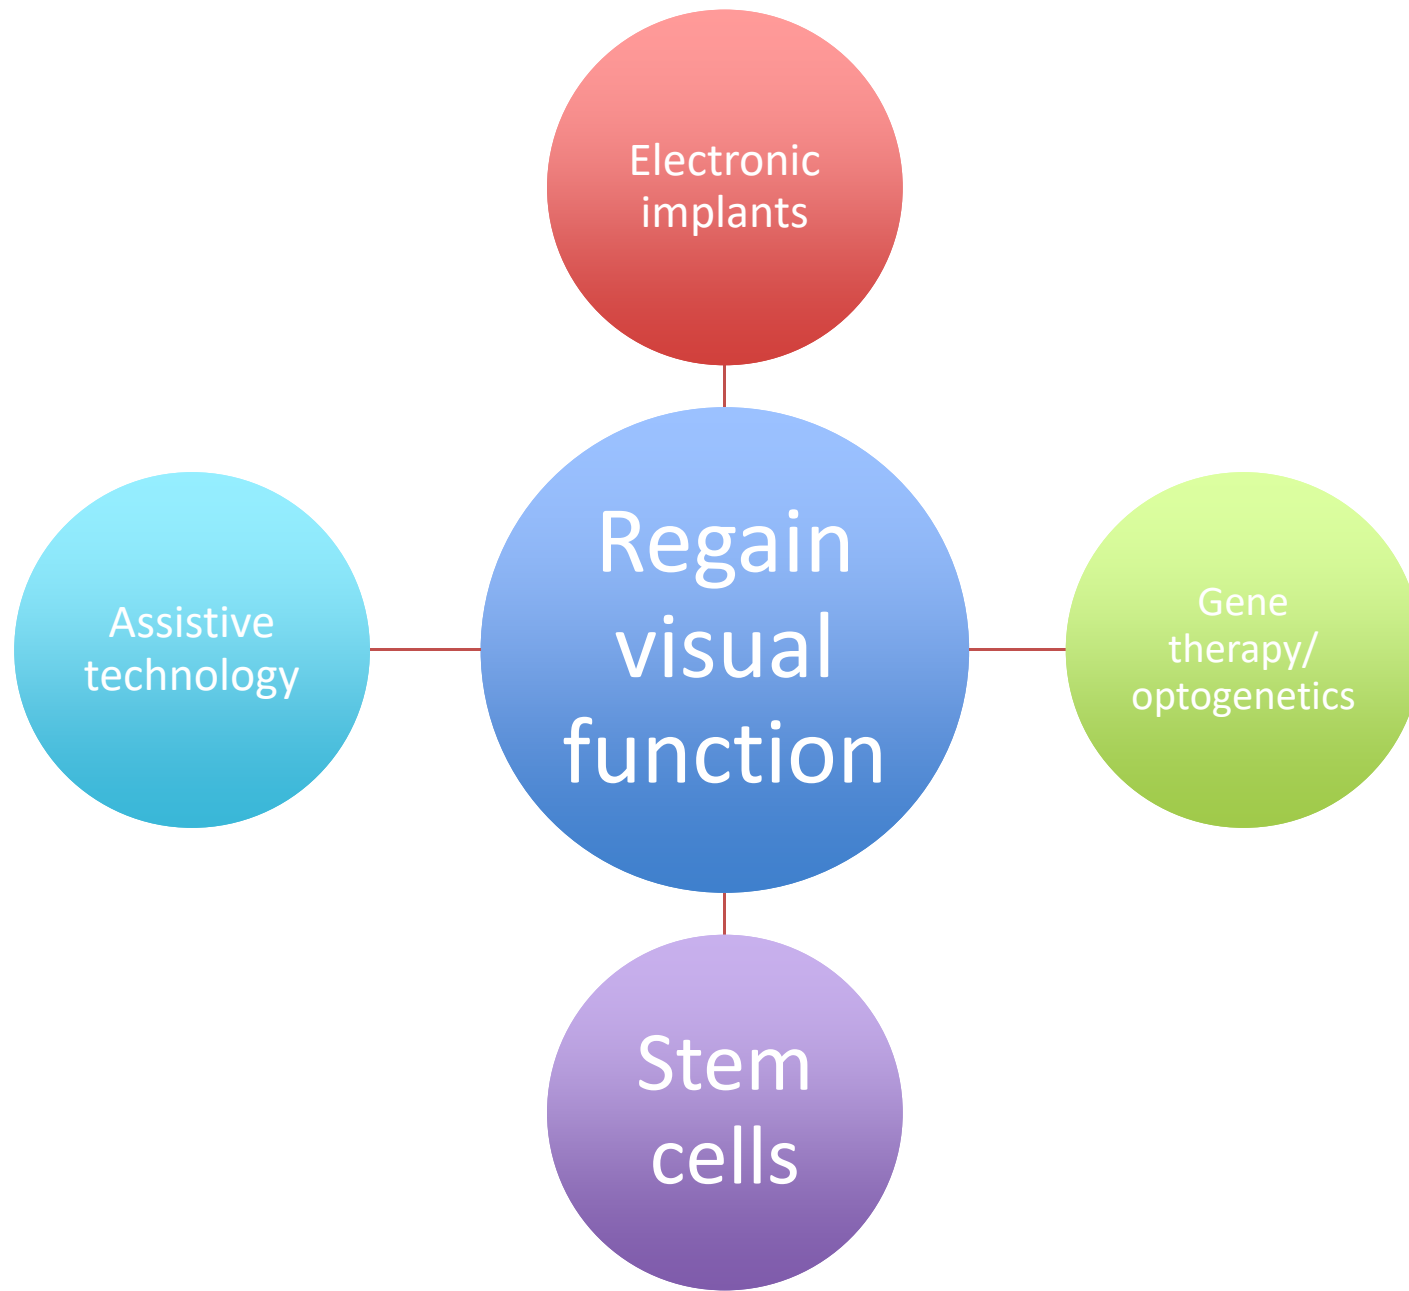 Electronic
implants
Regain
visual
function
Assistive
technology
Gene
therapy/
optogenetics
Stem
cells